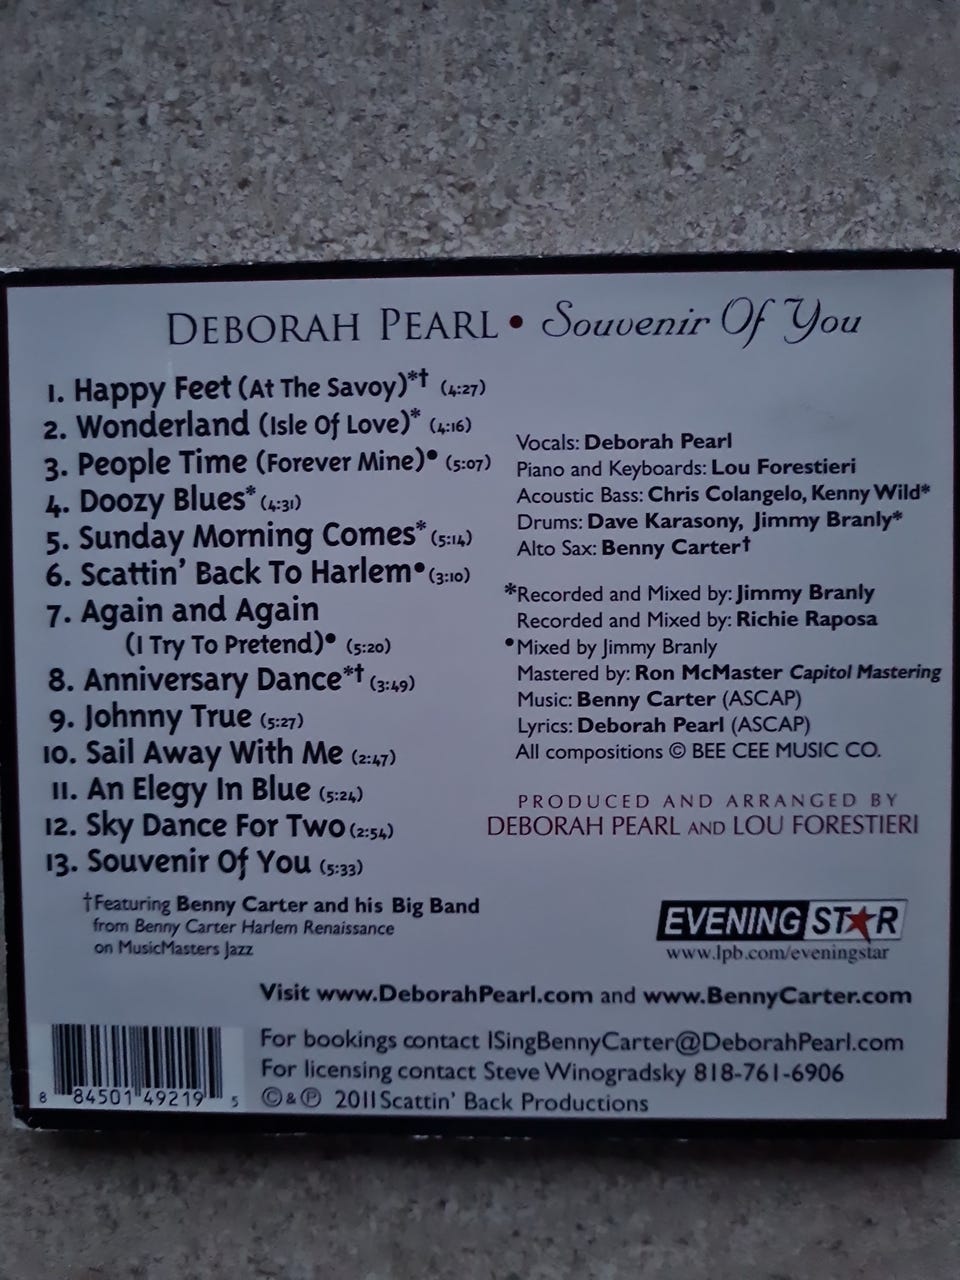 DEBORAH PEARL • Souvenir Of You
1. Happy Feet (At The Savoy)*† (4:27)
2. Wonderland (Isle Of Love)* (4:16)
3. People Time (Forever Mine)• (5:07)
4. Doozy Blues* (4:31)
5. Sunday Morning Comes* (5:14)
6. Scattin' Back To Harlem• (3:10)
7. Again and Again
(I Try To Pretend)• (5:20)
8. Anniversary Dance*† (3:49)
9. Johnny True (5:27)
10. Sail Away With Me (2:47)
11. An Elegy In Blue (5:24)
12. Sky Dance For Two (2:54)
13. Souvenir Of You (5:33)
†Featuring Benny Carter and his Big Band
from Benny Carter Harlem Renaissance
on MusicMasters Jazz
Vocals: Deborah Pearl
Piano and Keyboards: Lou Forestieri
Acoustic Bass: Chris Colangelo, Kenny Wild*
Drums: Dave Karasony, Jimmy Branly*
Alto Sax: Benny Carter†
*Recorded and Mixed by: Jimmy Branly
Recorded and Mixed by: Richie Raposa
•Mixed by Jimmy Branly
Mastered by: Ron McMaster Capitol Mastering
Music: Benny Carter (ASCAP)
Lyrics: Deborah Pearl (ASCAP)
All compositions © BEE CEE MUSIC CO.
PRODUCED AND ARRANGED BY
DEBORAH PEARL AND LOU FORESTIERI
EVENING ST★R
www.lpb.com/eveningstar
Visit www.DeborahPearl.com and www.BennyCarter.com
For bookings contact ISingBennyCarter@DeborahPearl.com
For licensing contact Steve Winogradsky 818-761-6906
©&℗ 2011 Scattin' Back Productions
8 84501 49219 5